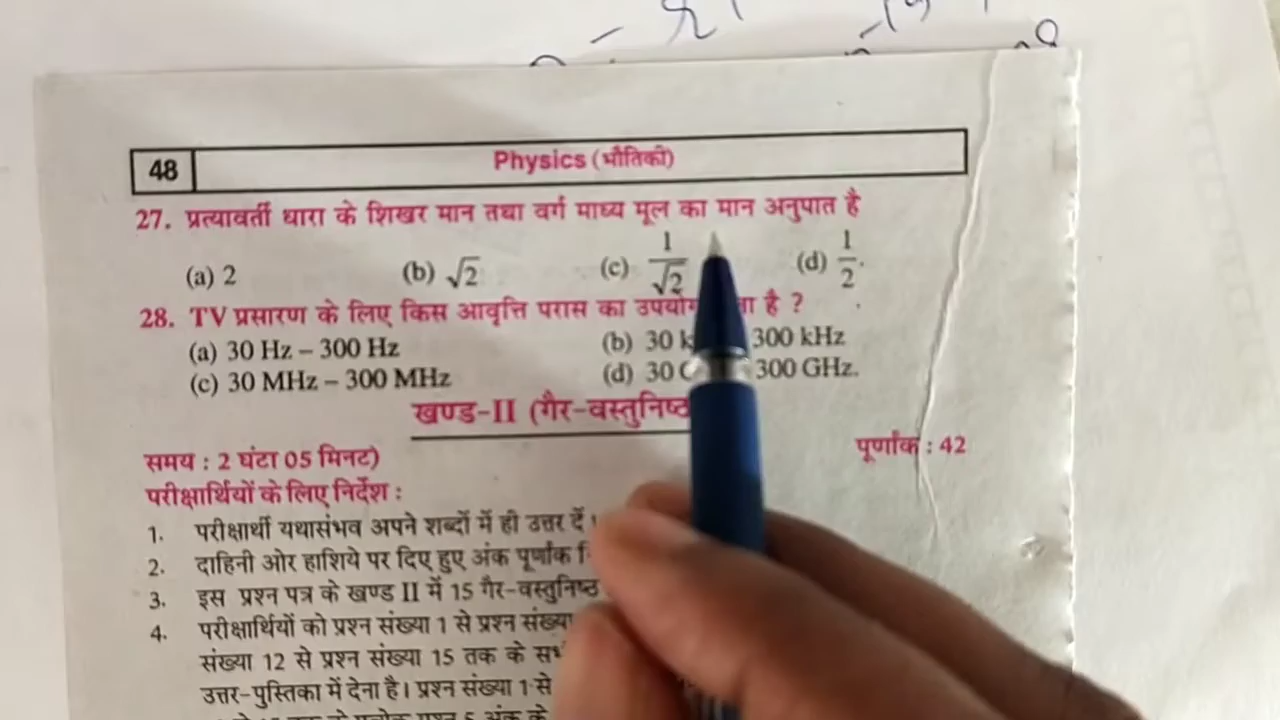 48 Physics (भौतिकी)
27. प्रत्यावर्ती धारा के शिखर मान तथा वर्ग माध्य मूल का मान अनुपात है
(a) 2 (b) √2 (c) 1/√2 (d) 1/2.
28. TV प्रसारण के लिए किस आवृत्ति परास का है ?
(a) 30 Hz – 300 Hz (b) 30 300 kHz
(c) 30 MHz – 300 MHz (d) 30 300 GHz.
खण्ड-II (गैर-वस्तुनिष्ठ
समय : 2 घंटा 05 मिनट) पूर्णांक : 42
परीक्षार्थियों के लिए निर्देश :
1. परीक्षार्थी यथासंभव अपने शब्दों में ही उत्तर दें।
2. दाहिनी ओर हाशिये पर दिए हुए अंक पूर्णांक
3. इस प्रश्न पत्र के खण्ड II में 15 गैर-वस्तुनिष्ठ
4. परीक्षार्थियों को प्रश्न संख्या 1 से प्रश्न संख्या
संख्या 12 से प्रश्न संख्या 15 तक के
उत्तर-पुस्तिका में देना है। प्रश्न संख्या 1 से